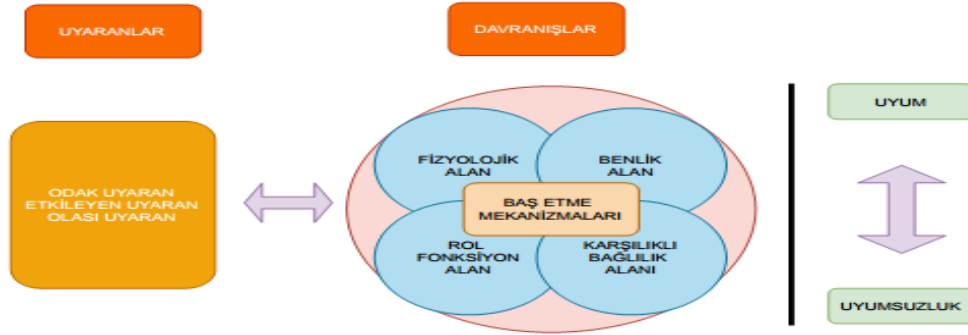 UYARANLAR
DAVRANIŞLAR
ODAK UYARAN
ETKİLEYEN UYARAN
OLASI UYARAN
FİZYOLOJİK
ALAN
BENLİK
ALAN
BAŞ ETME
MEKANİZMALARI
ROL
FONKSİYON
ALAN
KARŞILIKLI
BAĞLILIK
ALANI
UYUM
UYUMSUZLUK